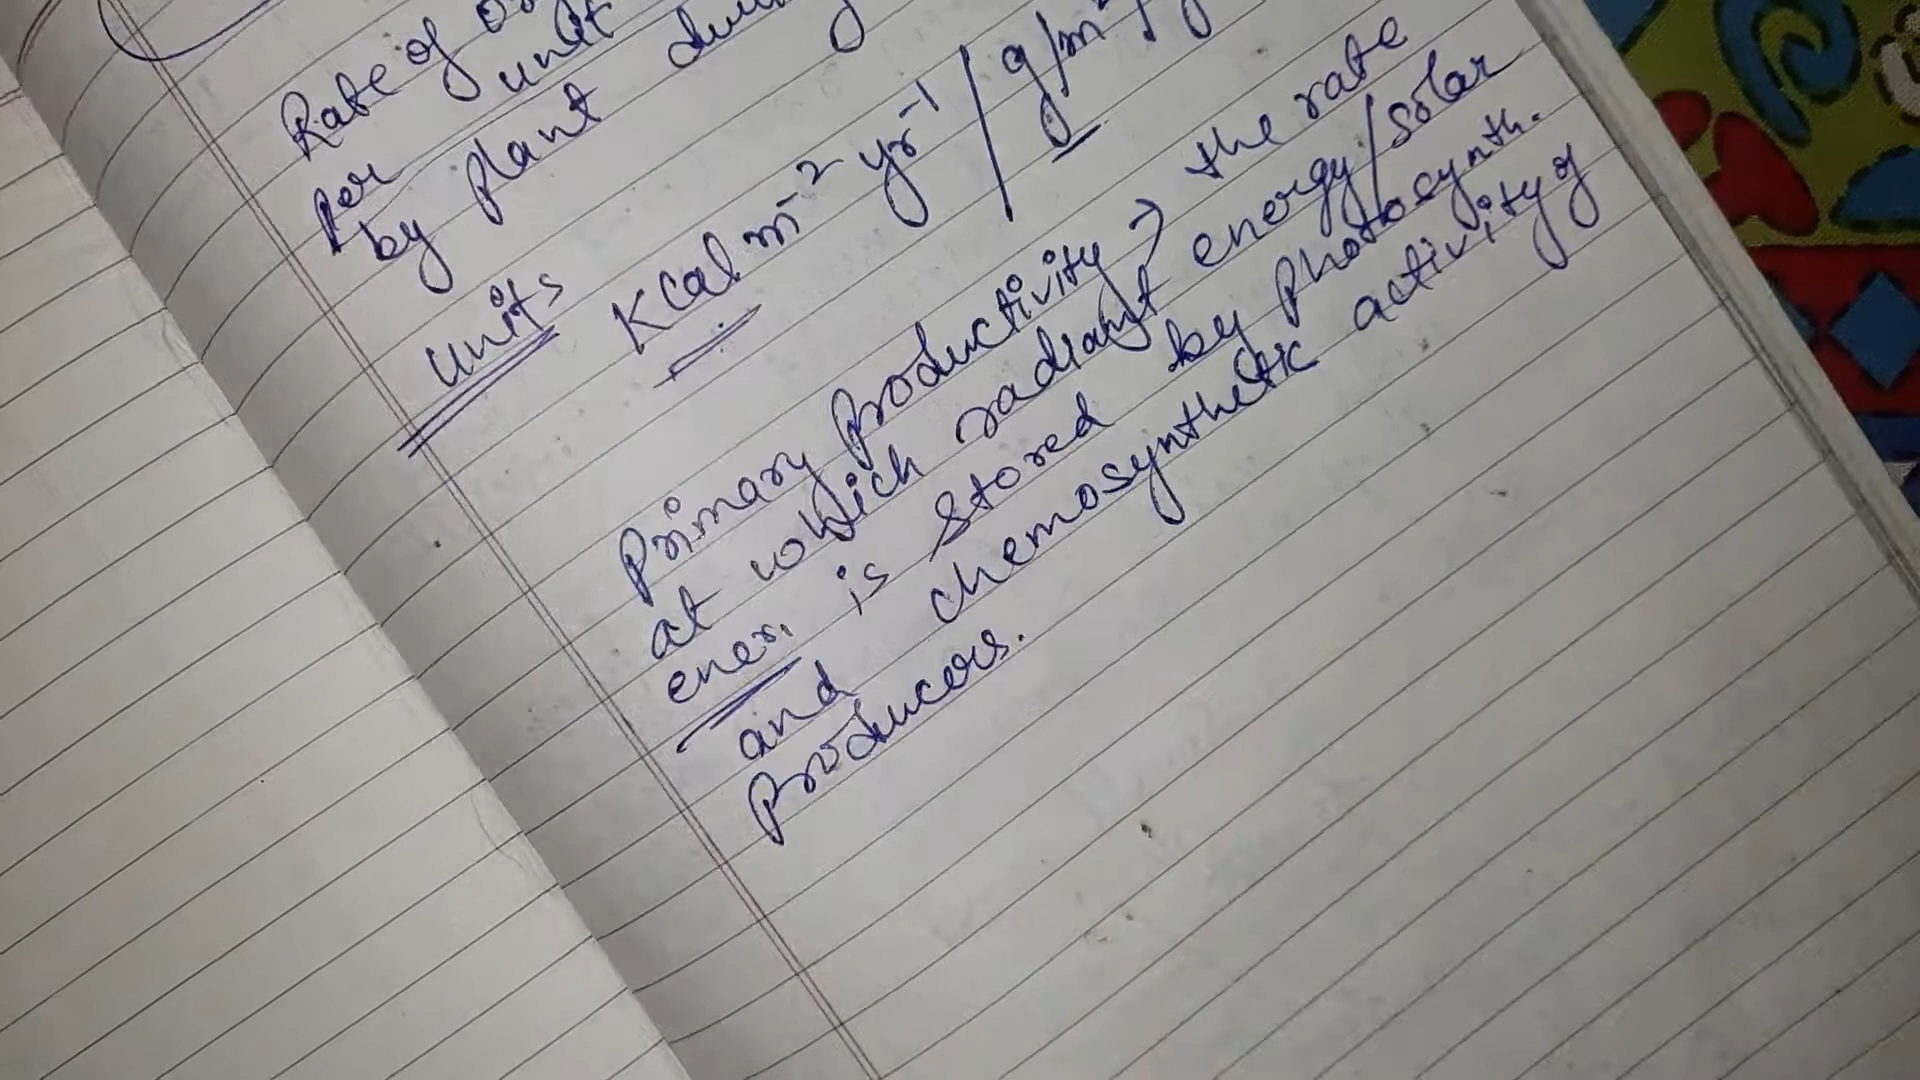 Rate of
per unit
by plant
units Kcal m⁻² yr⁻¹ / g/m²/
Primary Productivity → the rate
at which radiant energy/solar
ener. is stored by photosynth.
and chemosynthetic activity of
Producers.